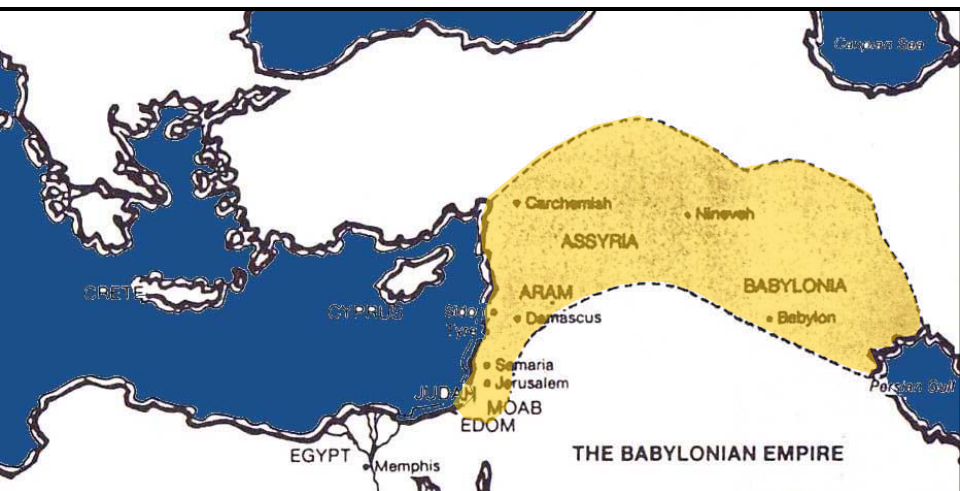 Caspian Sea
Carchemish
Nineveh
ASSYRIA
CRETE
CYPRUS
ARAM
BABYLONIA
Sidon
Damascus
Babylon
Samaria
Jerusalem
JUDAH
MOAB
EDOM
Persian Gulf
EGYPT
Memphis
THE BABYLONIAN EMPIRE